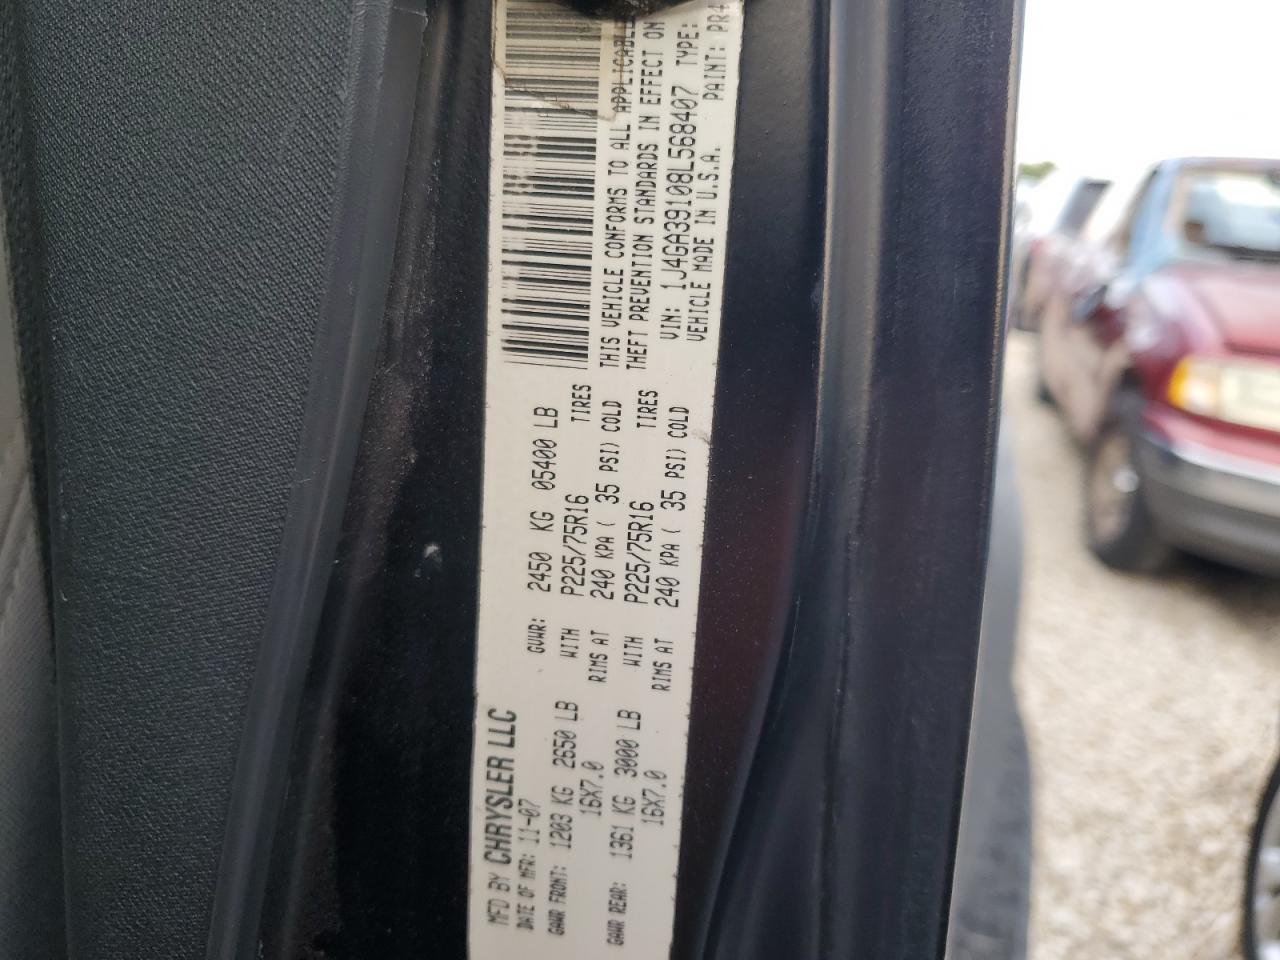 MFD BY CHRYSLER LLC
DATE OF MFR: 11-07 GVWR: 2450 KG 05400 LB
GAWR FRONT: 1203 KG 2650 LB WITH P225/75R16 TIRES
16X7.0 RIMS AT 240 KPA ( 35 PSI) COLD
GAWR REAR: 1361 KG 3000 LB WITH P225/75R16 TIRES
16X7.0 RIMS AT 240 KPA ( 35 PSI) COLD
THIS VEHICLE CONFORMS TO ALL APPLICABLE
THEFT PREVENTION STANDARDS IN EFFECT ON
VIN: 1J4GA39108L568407 TYPE:
VEHICLE MADE IN U.S.A. PAINT: PR4